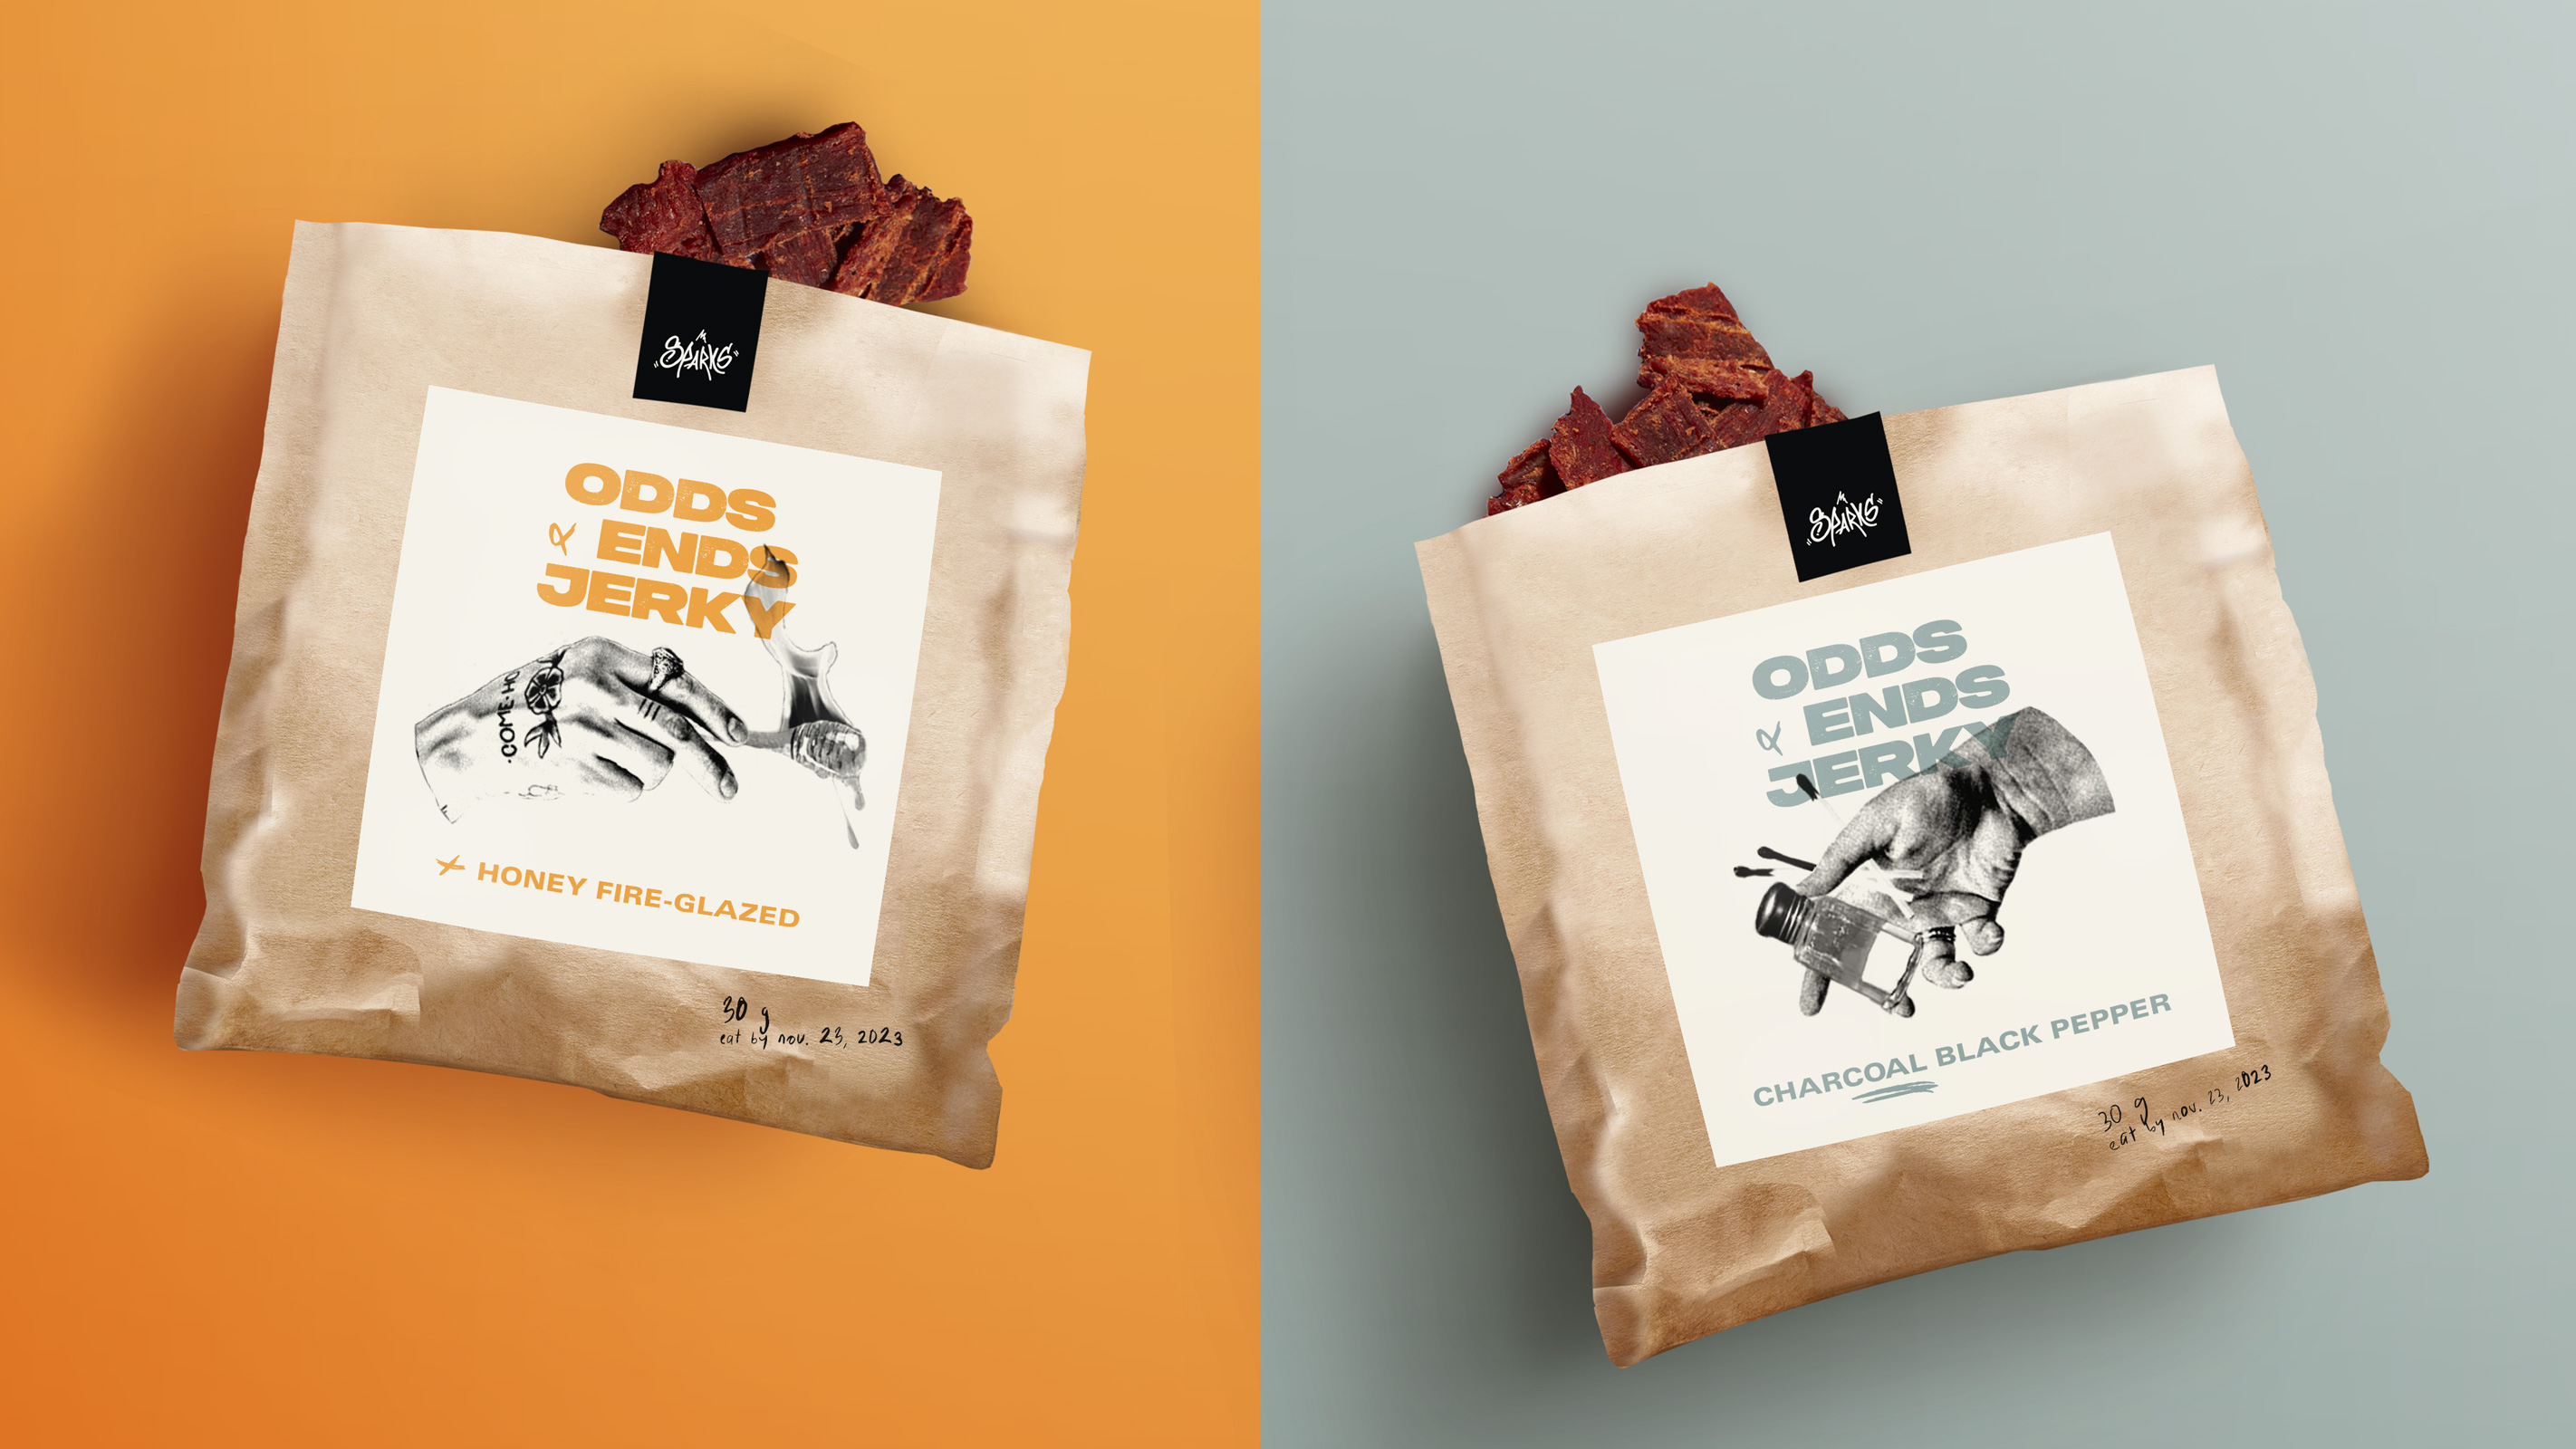 SPARKS
ODDS
& ENDS
JERKY
.COME-HO
HONEY FIRE-GLAZED
30 g
eat by nov. 23, 2023
SPARKS
ODDS
& ENDS
JERKY
CHARCOAL BLACK PEPPER
30 g
eat by nov. 23, 2023